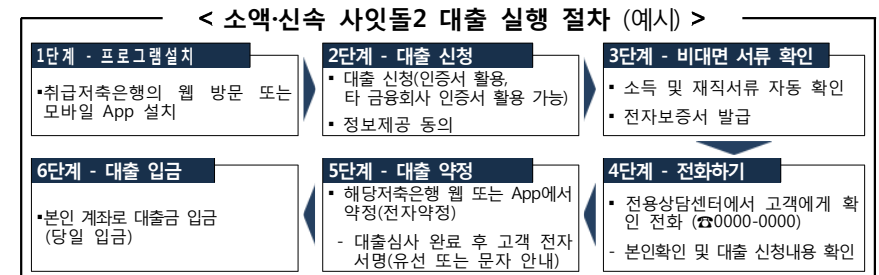 < 소액·신속 사잇돌2 대출 실행 절차 (예시) >
1단계 - 프로그램설치
▪취급저축은행의 웹 방문 또는
모바일 App 설치
2단계 - 대출 신청
▪ 대출 신청(인증서 활용,
타 금융회사 인증서 활용 가능)
▪ 정보제공 동의
3단계 - 비대면 서류 확인
▪ 소득 및 재직서류 자동 확인
▪ 전자보증서 발급
4단계 - 전화하기
▪ 전용상담센터에서 고객에게 확
인 전화 (☎0000-0000)
- 본인확인 및 대출 신청내용 확인
5단계 - 대출 약정
▪ 해당저축은행 웹 또는 App에서
약정(전자약정)
- 대출심사 완료 후 고객 전자
서명(유선 또는 문자 안내)
6단계 - 대출 입금
▪본인 계좌로 대출금 입금
(당일 입금)